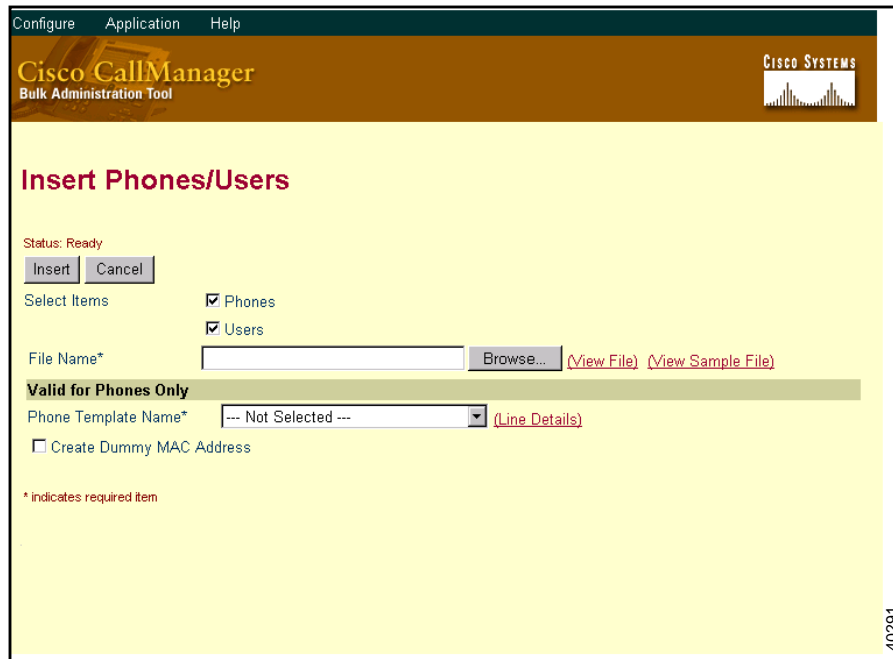 Configure Application Help
Cisco CallManager
Bulk Administration Tool
CISCO SYSTEMS
Insert Phones/Users
Status: Ready
Insert Cancel
Select Items Phones
Users
File Name* Browse... (View File) (View Sample File)
Valid for Phones Only
Phone Template Name* --- Not Selected --- (Line Details)
Create Dummy MAC Address
* indicates required item
40291